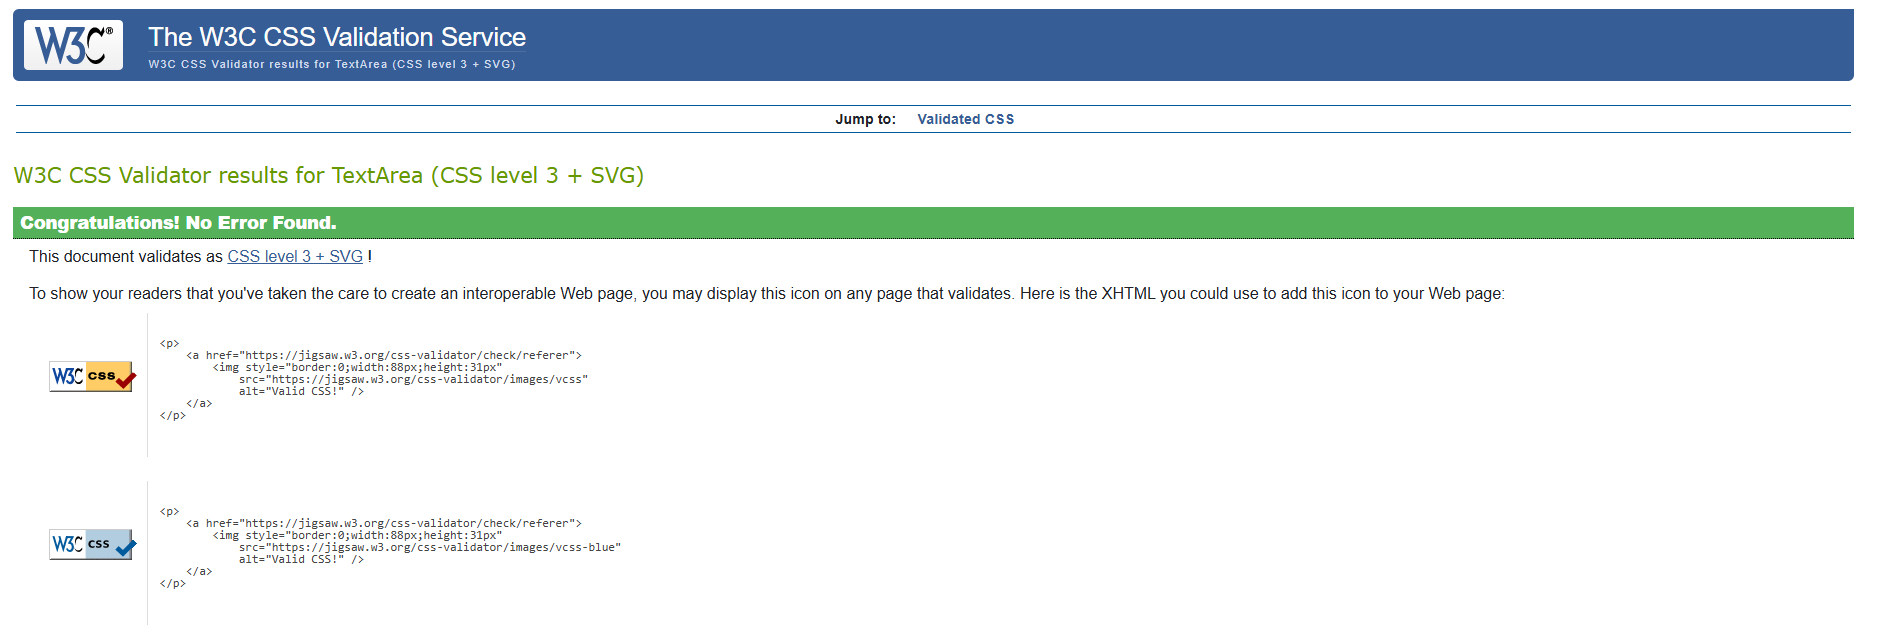 W3C®
The W3C CSS Validation Service
W3C CSS Validator results for TextArea (CSS level 3 + SVG)
Jump to: Validated CSS
W3C CSS Validator results for TextArea (CSS level 3 + SVG)
Congratulations! No Error Found.
This document validates as CSS level 3 + SVG !
To show your readers that you've taken the care to create an interoperable Web page, you may display this icon on any page that validates. Here is the XHTML you could use to add this icon to your Web page:
W3C css
<p>
    <a href="https://jigsaw.w3.org/css-validator/check/referer">
        <img style="border:0;width:88px;height:31px"
            src="https://jigsaw.w3.org/css-validator/images/vcss"
            alt="Valid CSS!" />
    </a>
</p>
W3C css
<p>
    <a href="https://jigsaw.w3.org/css-validator/check/referer">
        <img style="border:0;width:88px;height:31px"
            src="https://jigsaw.w3.org/css-validator/images/vcss-blue"
            alt="Valid CSS!" />
    </a>
</p>